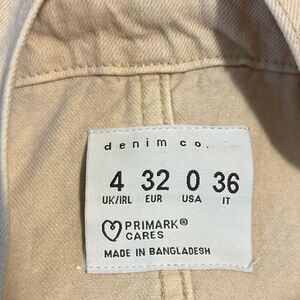 denim co.
4 32 0 36
UK/IRL EUR USA IT
PRIMARK®
CARES
MADE IN BANGLADESH